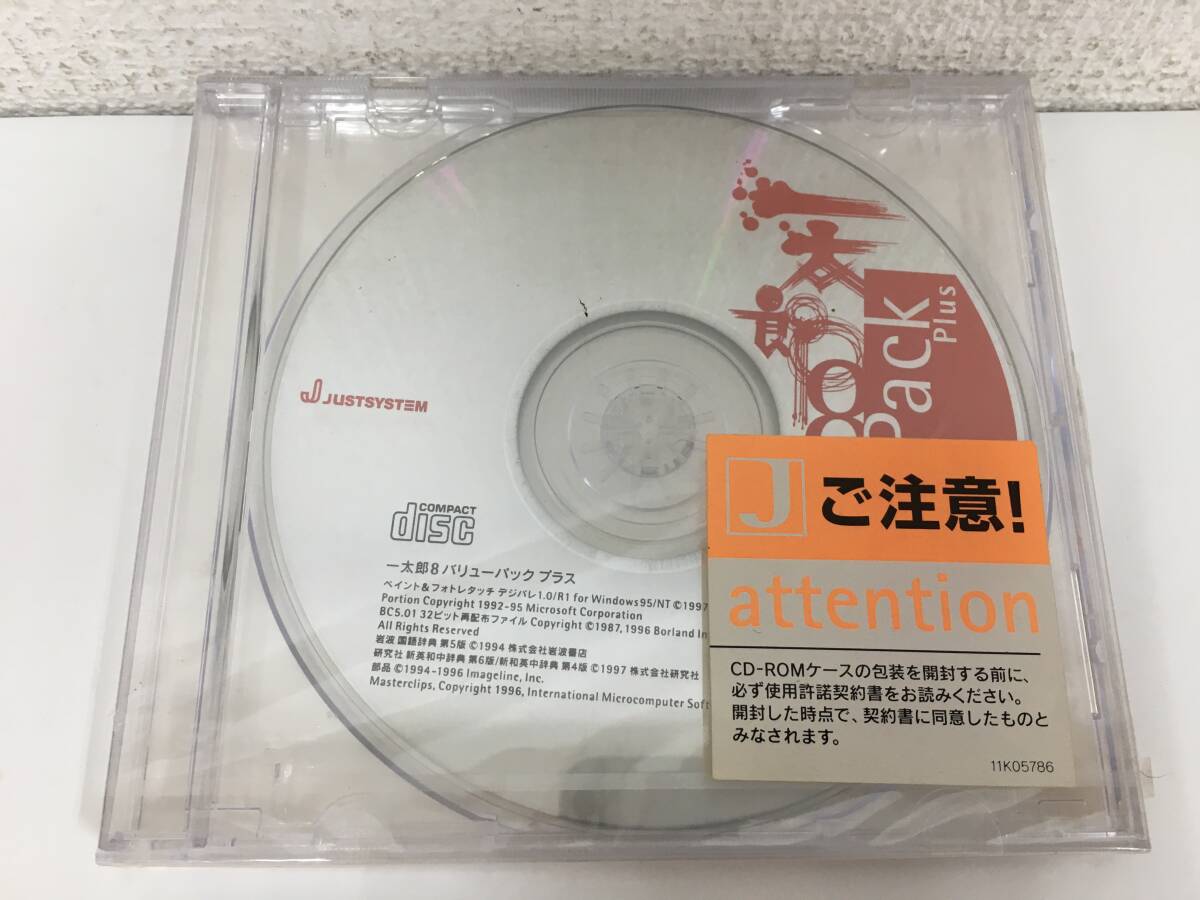 一太郎8
Pack
Plus
JUSTSYSTEM
COMPACT
disc
一太郎8 バリューパック プラス
ペイント&フォトレタッチ デジパレ1.0/R1 for Windows95/NT ©1997
Portion Copyright 1992-95 Microsoft Corporation
BC5.01 32ビット再配布ファイル Copyright ©1987, 1996 Borland In
All Rights Reserved
岩波 国語辞典 第5版 ©1994 株式会社岩波書店
研究社 新英和中辞典 第6版/新和英中辞典 第4版 ©1997 株式会社研究社
部品 ©1994-1996 Imageline, Inc.
Masterclips, Copyright 1996, International Microcomputer Soft
J ご注意!
attention
CD-ROMケースの包装を開封する前に、
必ず使用許諾契約書をお読みください。
開封した時点で、契約書に同意したものと
みなされます。
11K05786